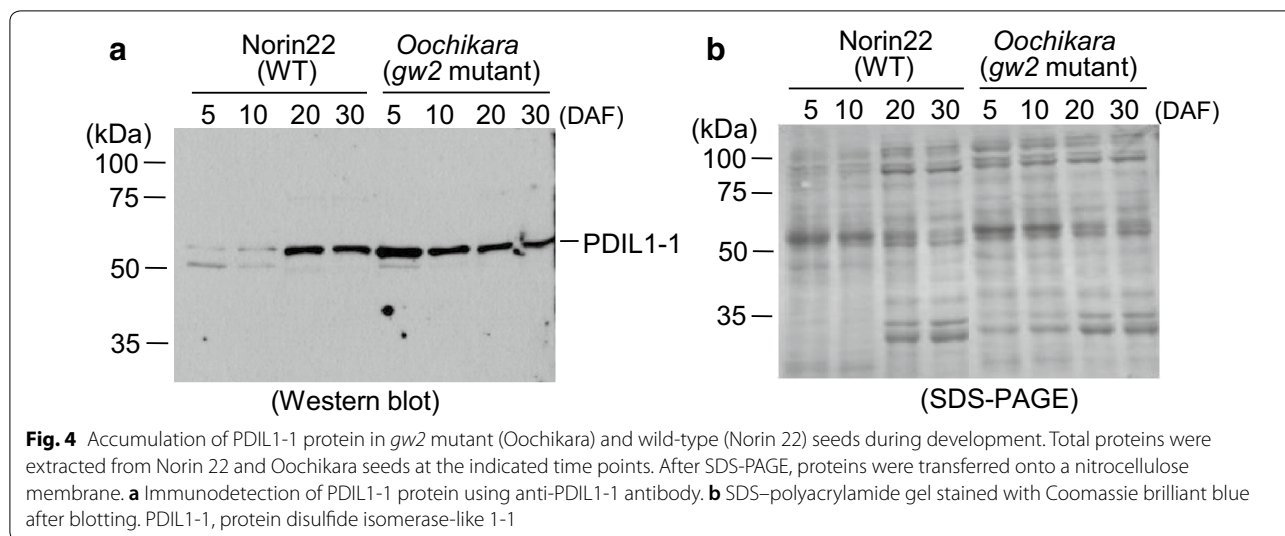 a
Norin22
(WT)
Oochikara
(gw2 mutant)
5 10 20 30 5 10 20 30 (DAF)
(kDa)
100
75
50
35
PDIL1-1
(Western blot)
b
Norin22
(WT)
Oochikara
(gw2 mutant)
5 10 20 30 5 10 20 30 (DAF)
(kDa)
100
75
50
35
(SDS-PAGE)
Fig. 4 Accumulation of PDIL1-1 protein in gw2 mutant (Oochikara) and wild-type (Norin 22) seeds during development. Total proteins were
extracted from Norin 22 and Oochikara seeds at the indicated time points. After SDS-PAGE, proteins were transferred onto a nitrocellulose
membrane. a Immunodetection of PDIL1-1 protein using anti-PDIL1-1 antibody. b SDS–polyacrylamide gel stained with Coomassie brilliant blue
after blotting. PDIL1-1, protein disulfide isomerase-like 1-1